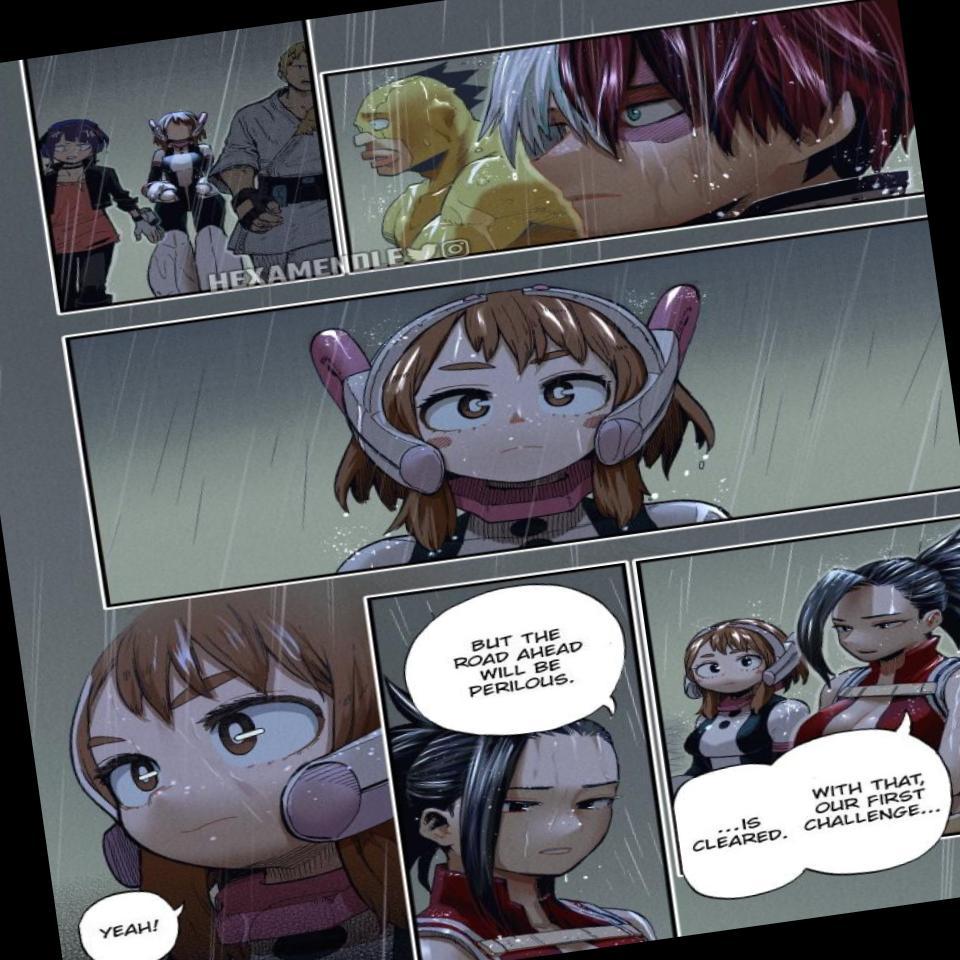 HEXAMENDLE
BUT THE
ROAD AHEAD
WILL BE
PERILOUS.
WITH THAT,
OUR FIRST
CHALLENGE...
...IS
CLEARED.
YEAH!